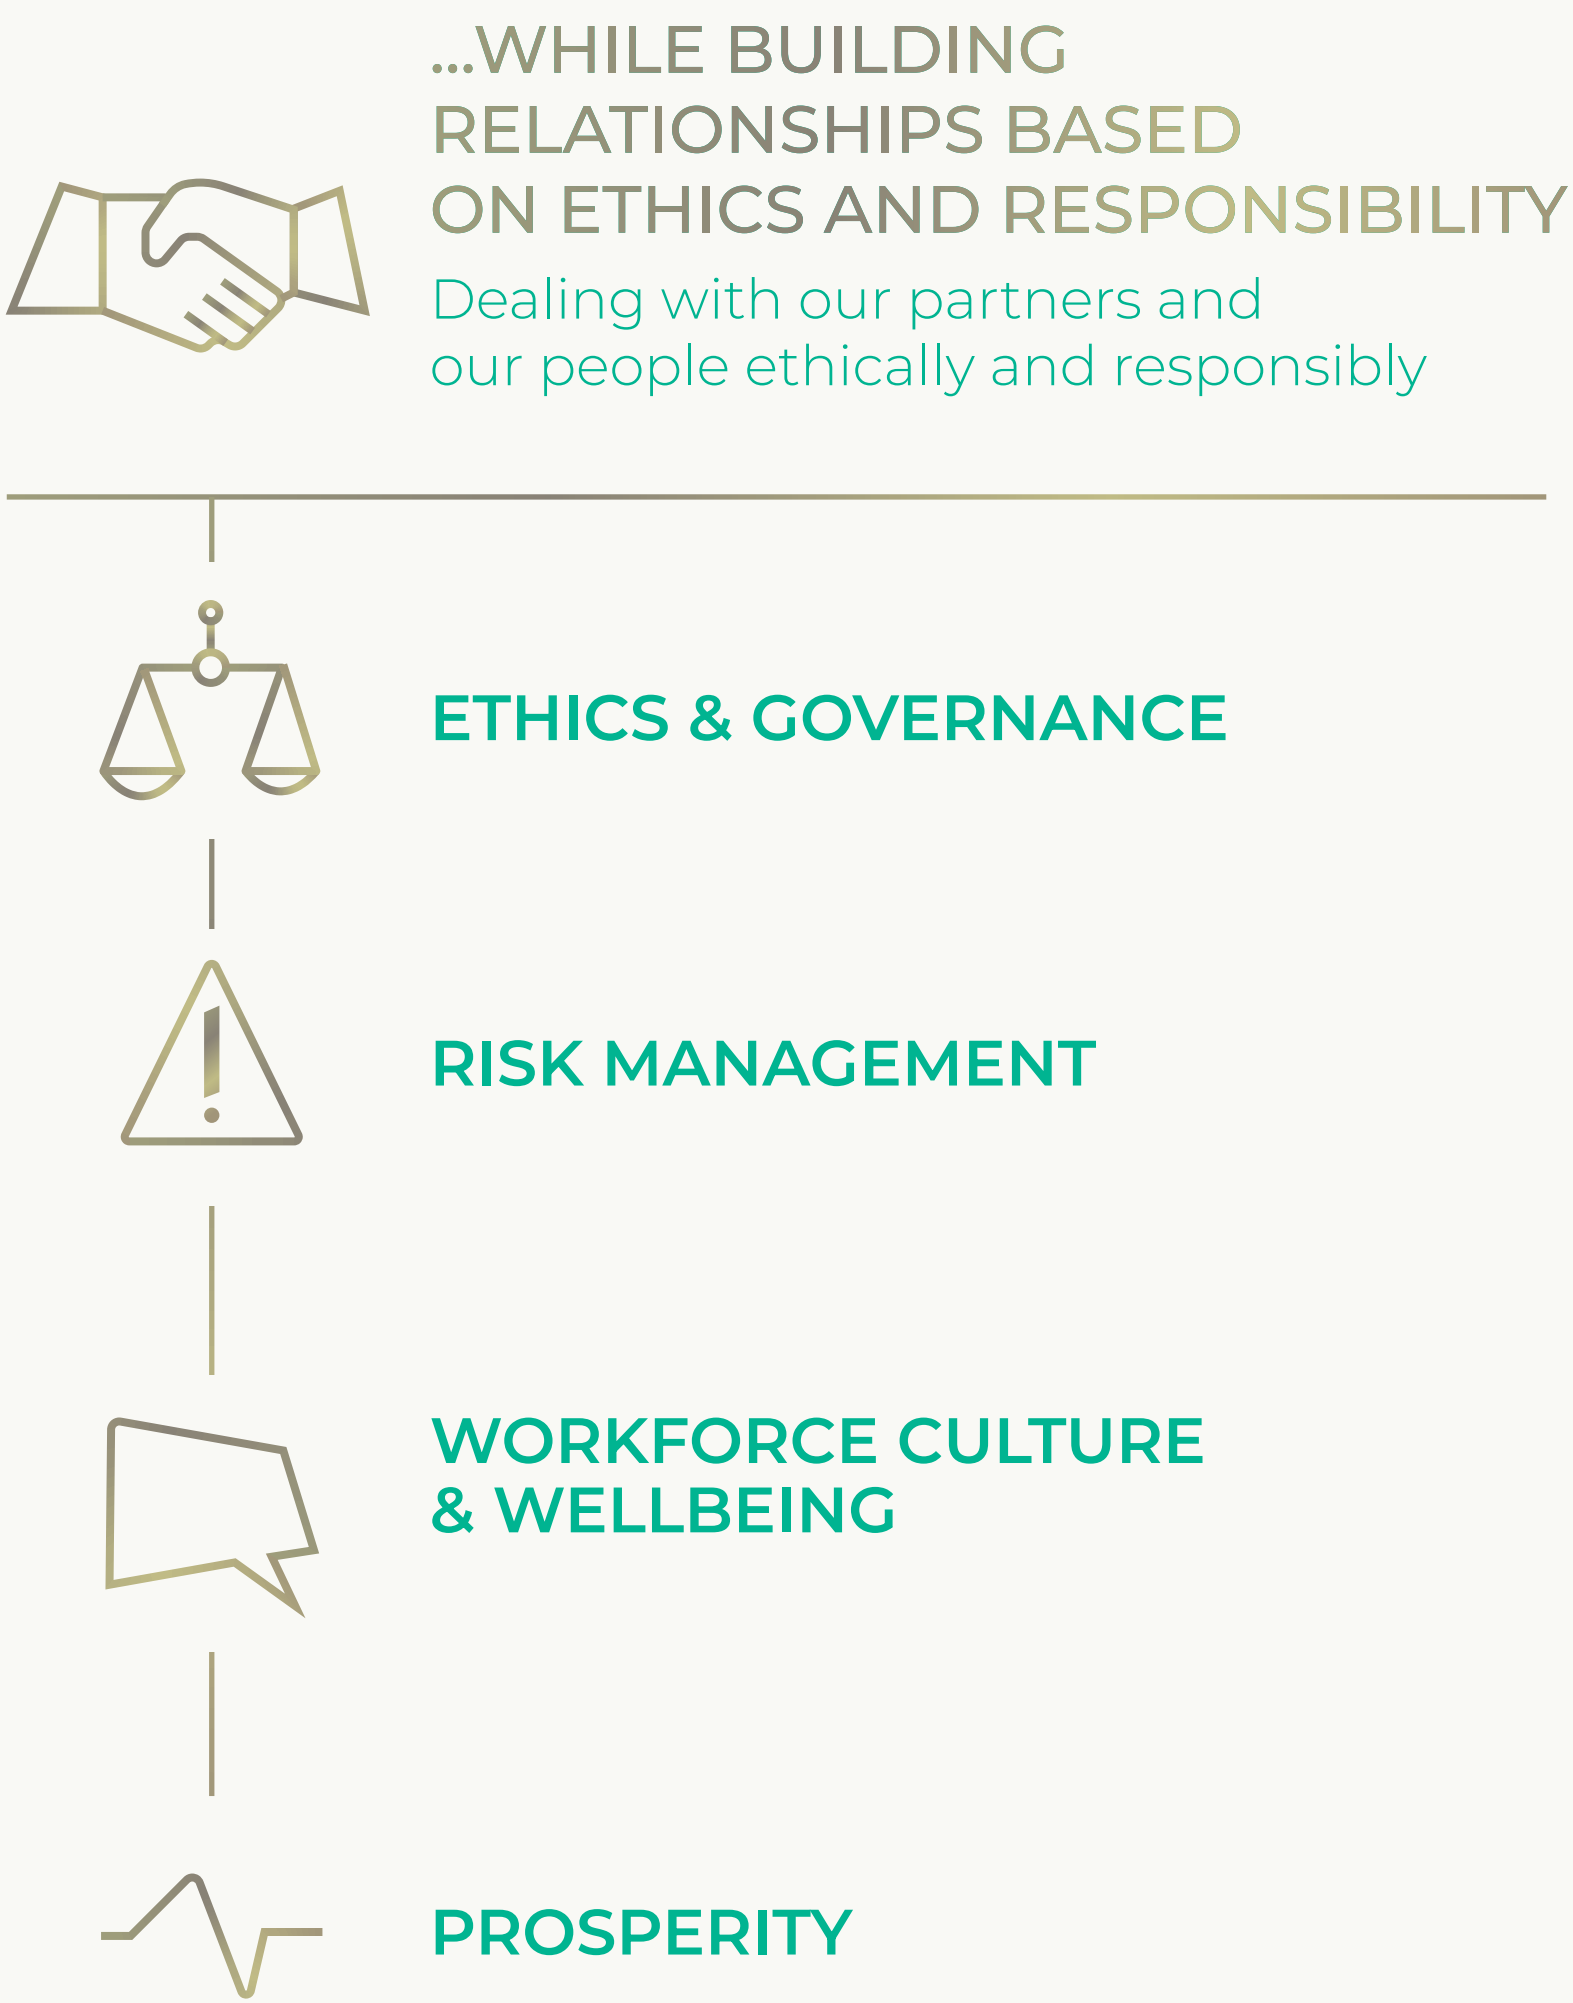 ...WHILE BUILDING
RELATIONSHIPS BASED
ON ETHICS AND RESPONSIBILITY
Dealing with our partners and
our people ethically and responsibly
ETHICS & GOVERNANCE
RISK MANAGEMENT
WORKFORCE CULTURE
& WELLBEING
PROSPERITY